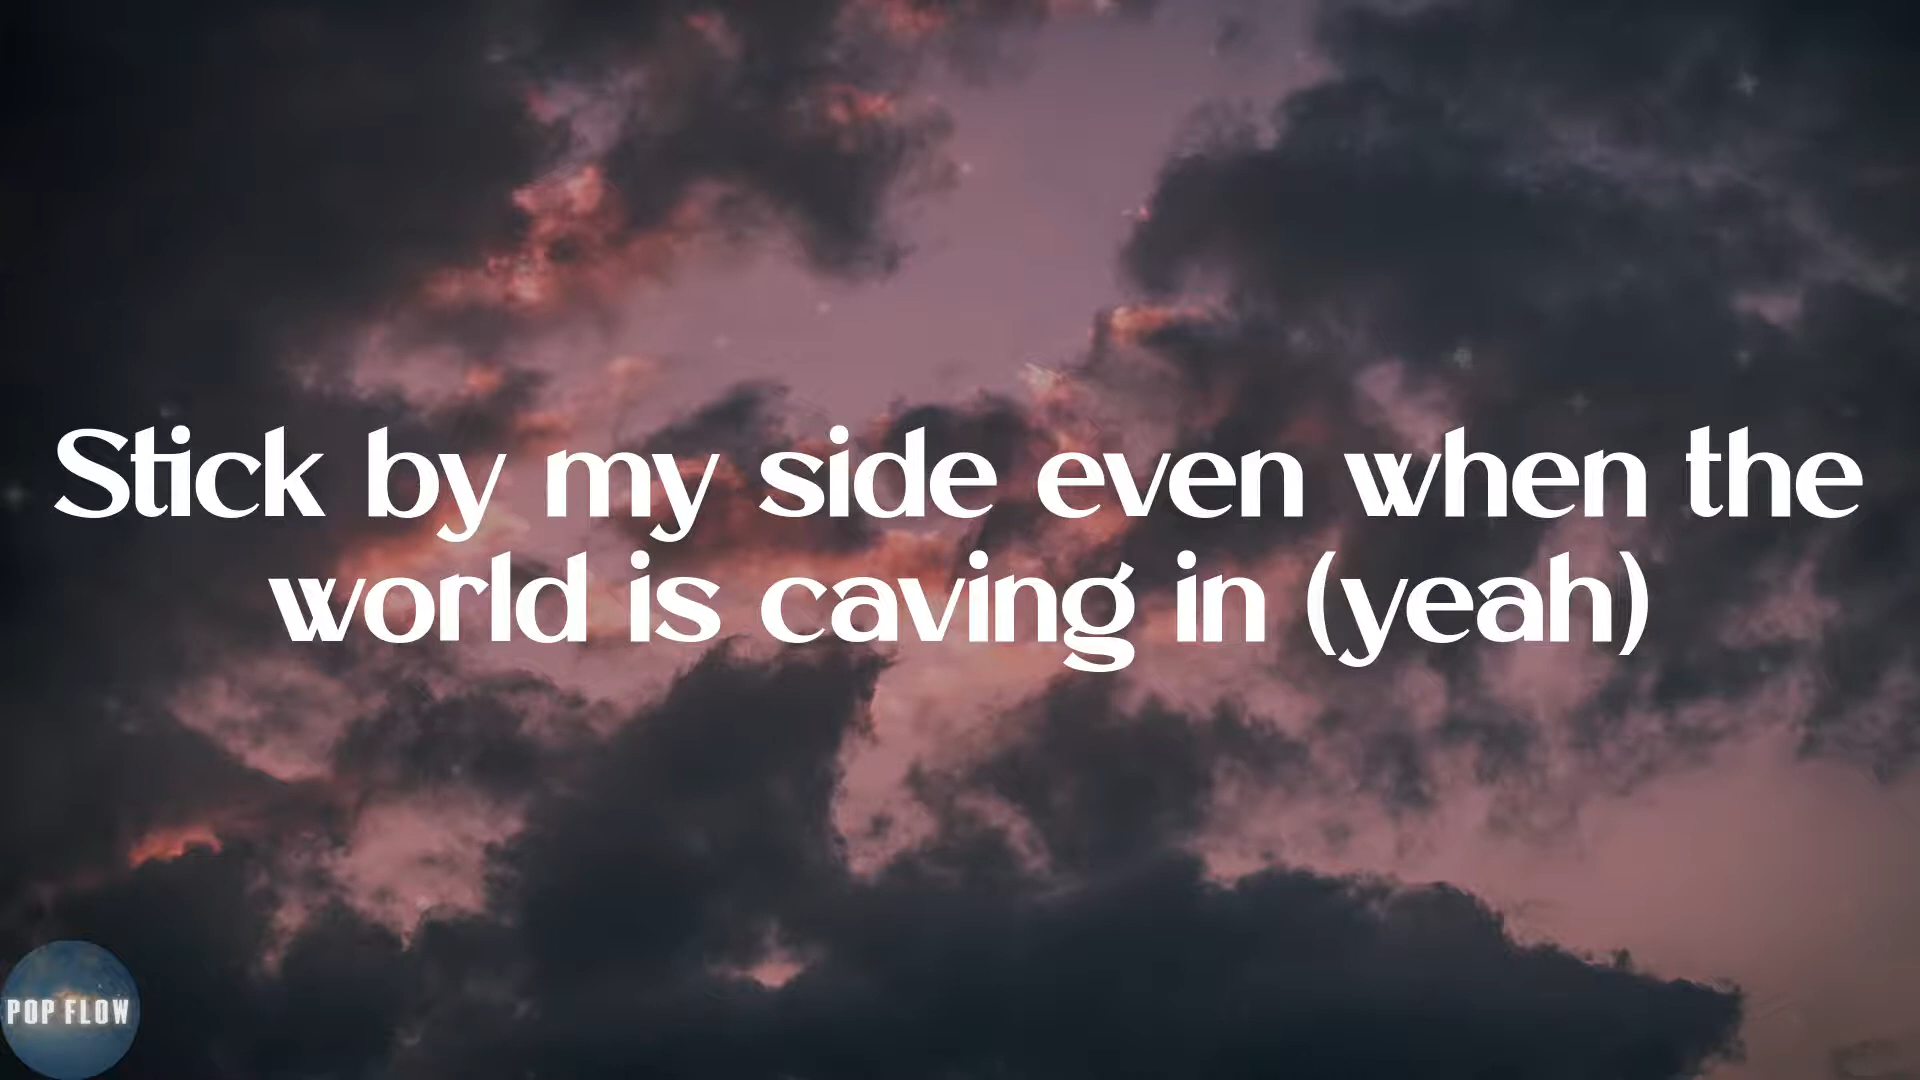 Stick by my side even when the
world is caving in (yeah)
POP FLOW